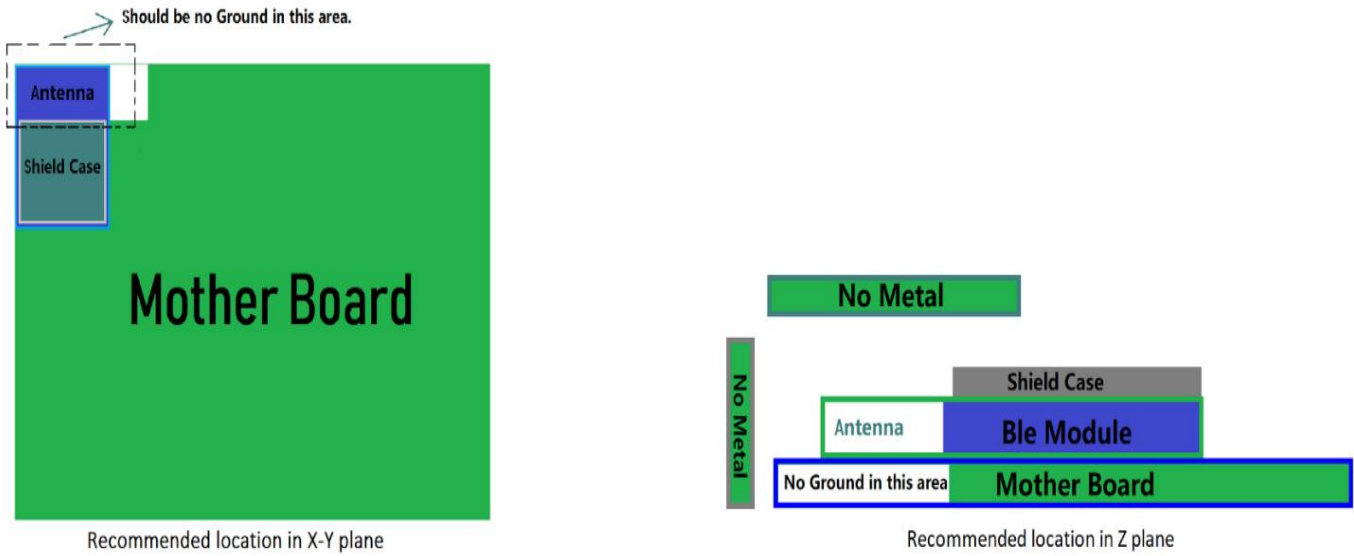 Should be no Ground in this area.
Antenna
Shield Case
Mother Board
Recommended location in X-Y plane
No Metal
No Metal
Shield Case
Antenna
Ble Module
No Ground in this area
Mother Board
Recommended location in Z plane